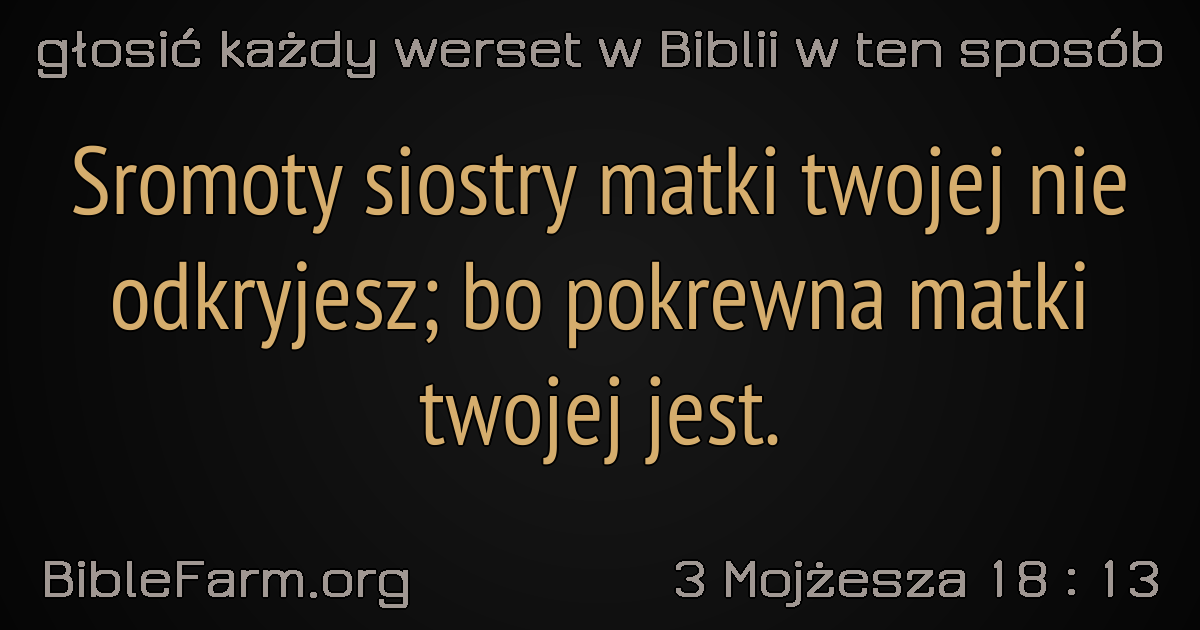 głosić każdy werset w Biblii w ten sposób
Sromoty siostry matki twojej nie
odkryjesz; bo pokrewna matki
twojej jest.
BibleFarm.org
3 Mojżesza 18 : 13